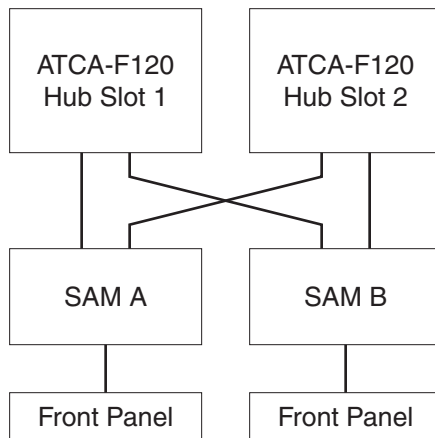 ATCA-F120
Hub Slot 1
ATCA-F120
Hub Slot 2
SAM A
SAM B
Front Panel
Front Panel